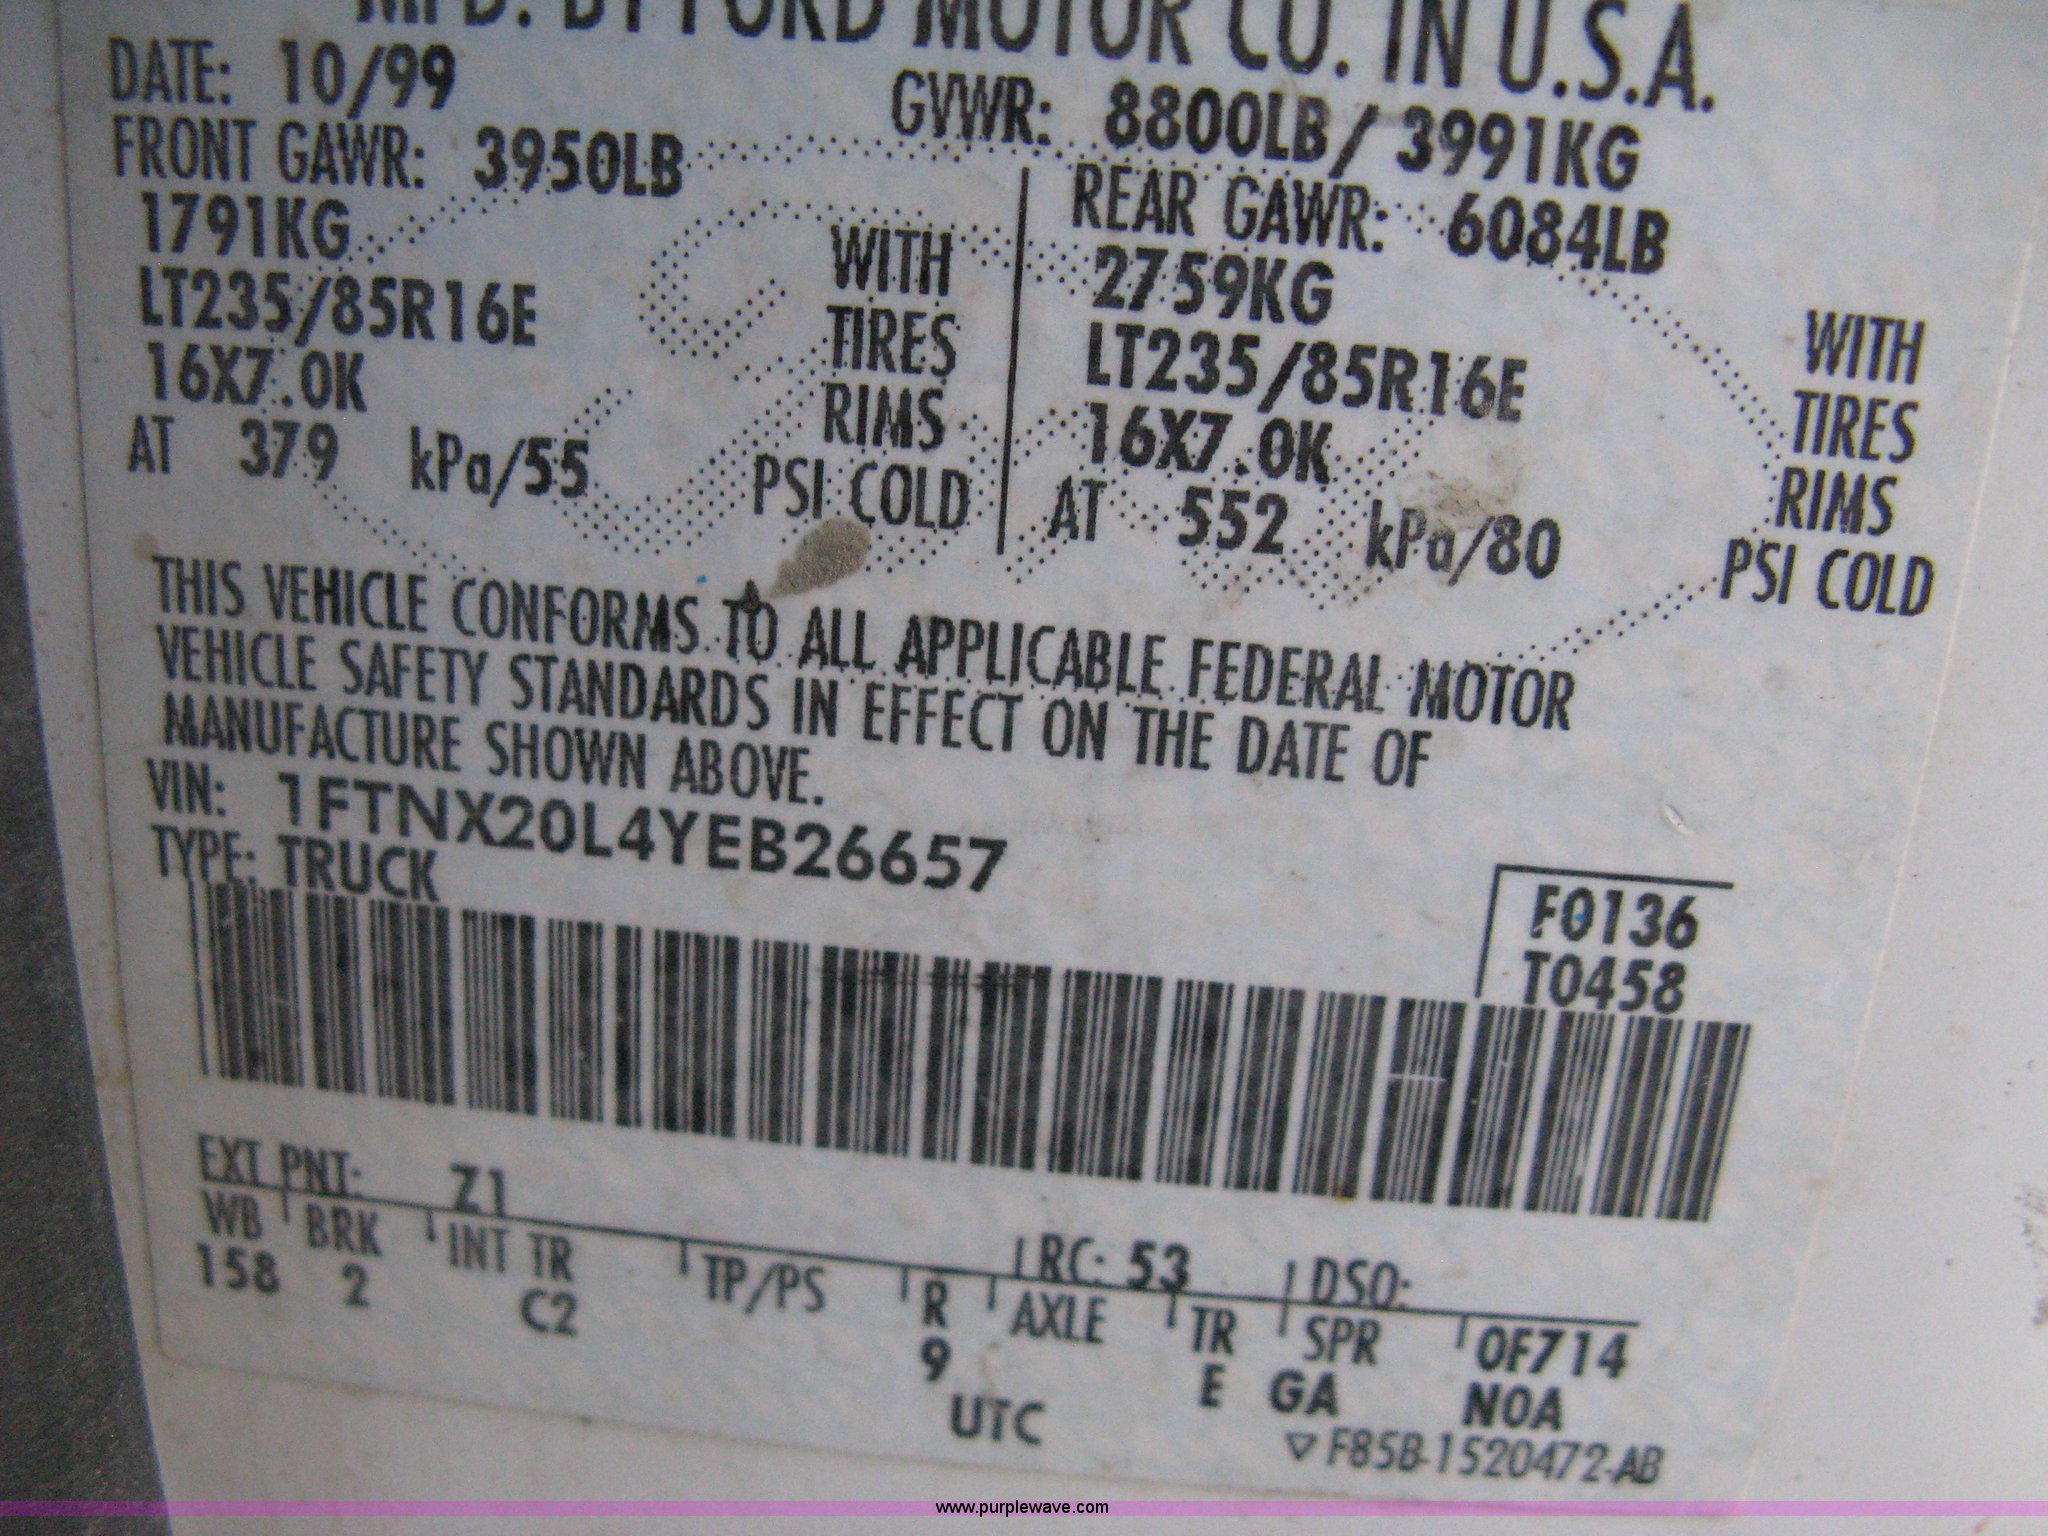 MFD. BY FORD MOTOR CO. IN U.S.A.
DATE: 10/99 GVWR: 8800LB / 3991KG
FRONT GAWR: 3950LB REAR GAWR: 6084LB
1791KG WITH 2759KG WITH
LT235/85R16E TIRES LT235/85R16E TIRES
16X7.0K RIMS 16X7.0K RIMS
AT 379 kPa/55 PSI COLD AT 552 kPa/80 PSI COLD
THIS VEHICLE CONFORMS TO ALL APPLICABLE FEDERAL MOTOR
VEHICLE SAFETY STANDARDS IN EFFECT ON THE DATE OF
MANUFACTURE SHOWN ABOVE.
VIN: 1FTNX20L4YEB26657
TYPE: TRUCK
F0136
T0458
EXT PNT: Z1 RC: 53 DSO:
WB BRK INT TR TP/PS R AXLE TR SPR 0F714
158 2 C2 9 E GA N0A
UTC
▽ F85B-1520472-AB
www.purplewave.com